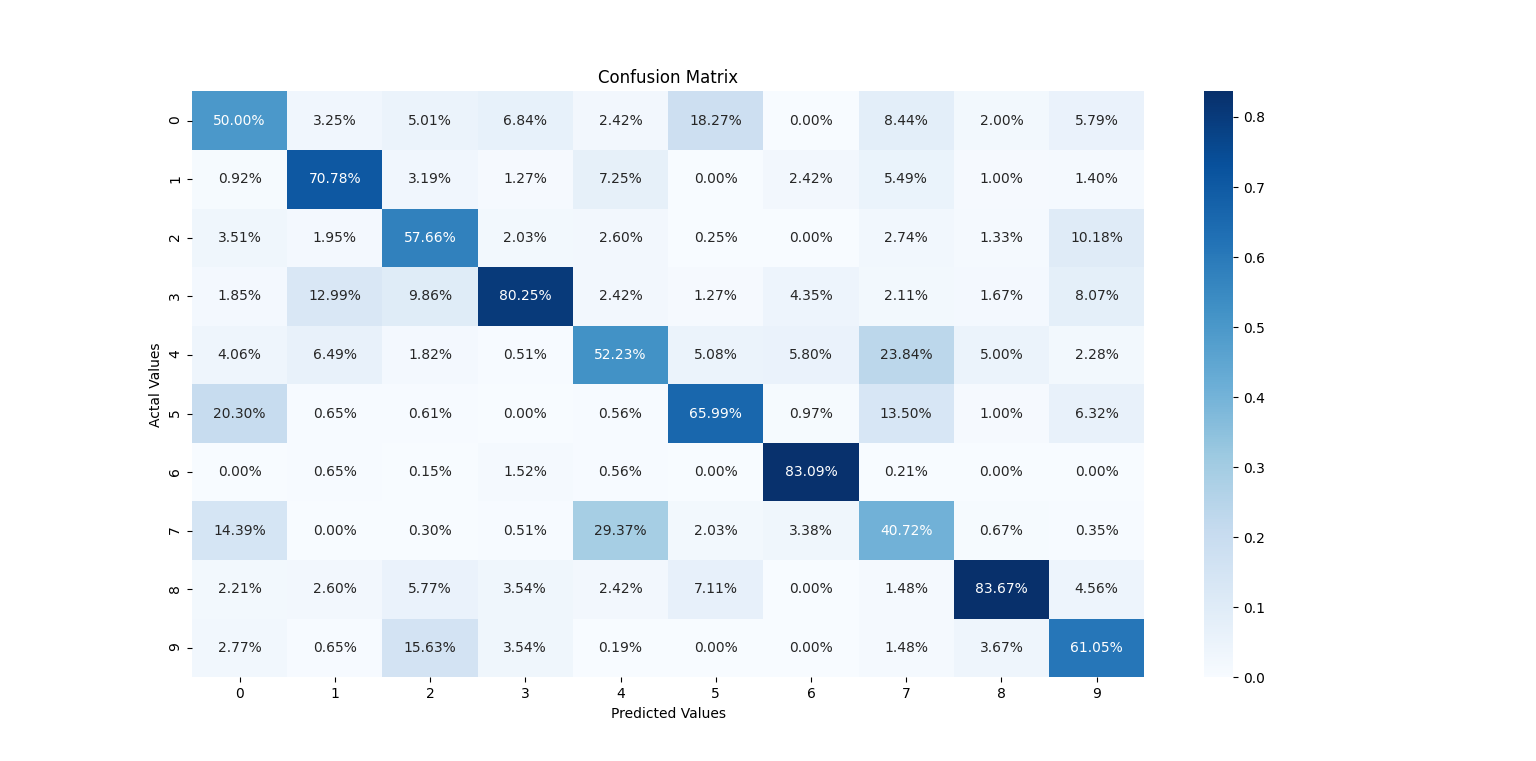 Confusion Matrix
0 50.00% 3.25% 5.01% 6.84% 2.42% 18.27% 0.00% 8.44% 2.00% 5.79%
1 0.92% 70.78% 3.19% 1.27% 7.25% 0.00% 2.42% 5.49% 1.00% 1.40%
2 3.51% 1.95% 57.66% 2.03% 2.60% 0.25% 0.00% 2.74% 1.33% 10.18%
3 1.85% 12.99% 9.86% 80.25% 2.42% 1.27% 4.35% 2.11% 1.67% 8.07%
4 4.06% 6.49% 1.82% 0.51% 52.23% 5.08% 5.80% 23.84% 5.00% 2.28%
5 20.30% 0.65% 0.61% 0.00% 0.56% 65.99% 0.97% 13.50% 1.00% 6.32%
6 0.00% 0.65% 0.15% 1.52% 0.56% 0.00% 83.09% 0.21% 0.00% 0.00%
7 14.39% 0.00% 0.30% 0.51% 29.37% 2.03% 3.38% 40.72% 0.67% 0.35%
8 2.21% 2.60% 5.77% 3.54% 2.42% 7.11% 0.00% 1.48% 83.67% 4.56%
9 2.77% 0.65% 15.63% 3.54% 0.19% 0.00% 0.00% 1.48% 3.67% 61.05%
0 1 2 3 4 5 6 7 8 9
Predicted Values
Actal Values
0.8
0.7
0.6
0.5
0.4
0.3
0.2
0.1
0.0